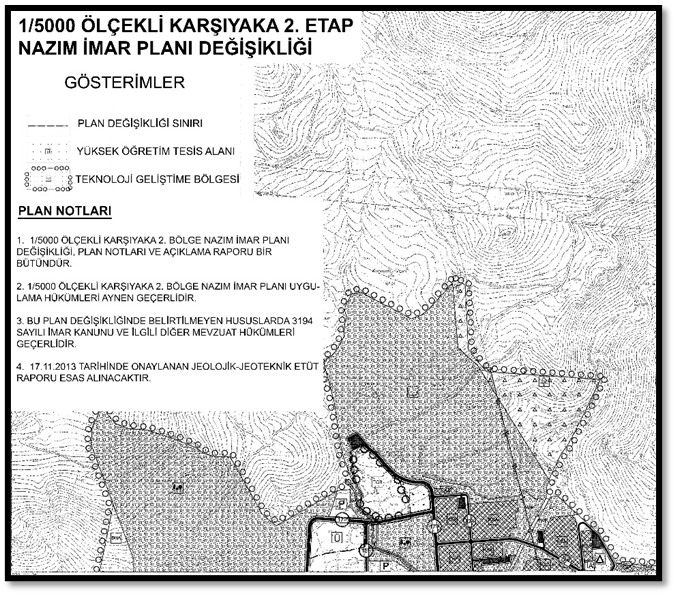 1/5000 ÖLÇEKLİ KARŞIYAKA 2. ETAP
NAZIM İMAR PLANI DEĞİŞİKLİĞİ
GÖSTERİMLER
PLAN DEĞİŞİKLİĞİ SINIRI
YÜKSEK ÖĞRETİM TESİS ALANI
TEKNOLOJİ GELİŞTİME BÖLGESİ
PLAN NOTLARI
1. 1/5000 ÖLÇEKLİ KARŞIYAKA 2. BÖLGE NAZIM İMAR PLANI
DEĞİŞİKLİĞİ, PLAN NOTLARI VE AÇIKLAMA RAPORU BİR
BÜTÜNDÜR.
2. 1/5000 ÖLÇEKLİ KARŞIYAKA 2. BÖLGE NAZIM İMAR PLANI UYGU-
LAMA HÜKÜMLERİ AYNEN GEÇERLİDİR.
3. BU PLAN DEĞİŞİKLİĞİNDE BELİRTİLMEYEN HUSUSLARDA 3194
SAYILI İMAR KANUNU VE İLGİLİ DİĞER MEVZUAT HÜKÜMLERİ
GEÇERLİDİR.
4. 17.11.2013 TARİHİNDE ONAYLANAN JEOLOJİK-JEOTEKNİK ETÜT
RAPORU ESAS ALINACAKTIR.
P
P